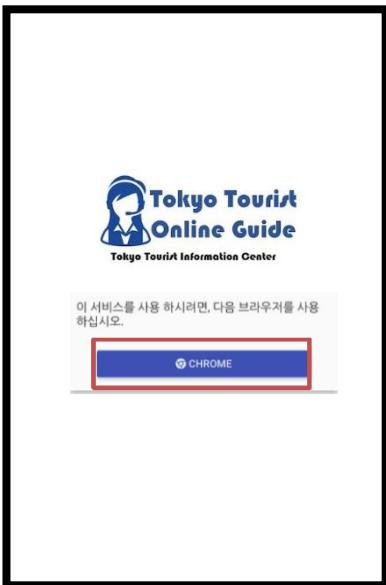 Tokyo Tourist
Online Guide
Tokyo Tourist Information Center
이 서비스를 사용 하시려면, 다음 브라우저를 사용
하십시오.
CHROME